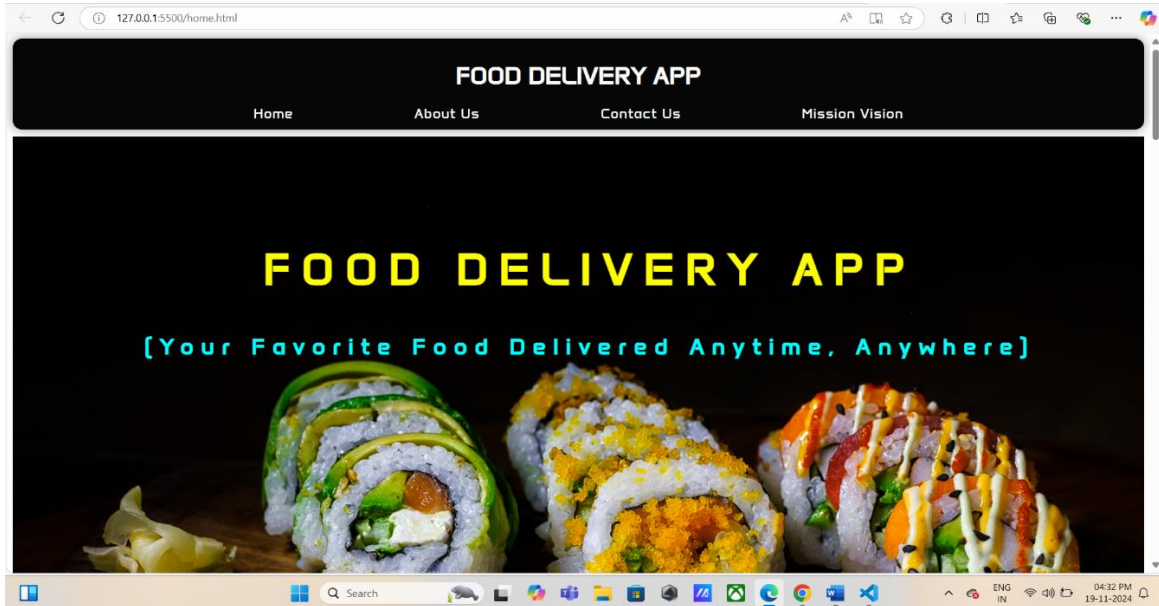 127.0.0.1:5500/home.html
FOOD DELIVERY APP
Home About Us Contact Us Mission Vision
FOOD DELIVERY APP
[Your Favorite Food Delivered Anytime, Anywhere]
Search
ENG
IN
04:32 PM
19-11-2024